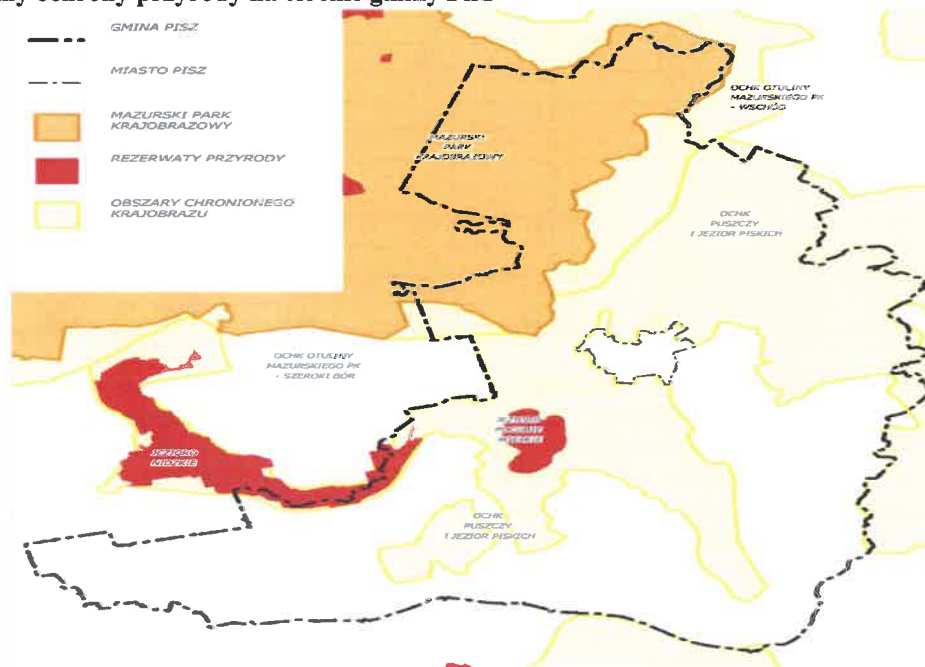 ochrony przyrody na terenie gminy Pisz
GMINA PISZ
MIASTO PISZ
MAZURSKI PARK
KRAJOBRAZOWY
REZERWATY PRZYRODY
OBSZARY CHRONIONEGO
KRAJOBRAZU
OCHK OTULINY
MAZURSKIEGO PK
- WSCHÓD
MAZURSKI
PARK
KRAJOBRAZOWY
OCHK
PUSZCZY
I JEZIOR PISKICH
OCHK OTULINY
MAZURSKIEGO PK
- SZEROKI BÓR
JEZIORO
NIDZKIE
OCHK
PUSZCZY
I JEZIOR PISKICH